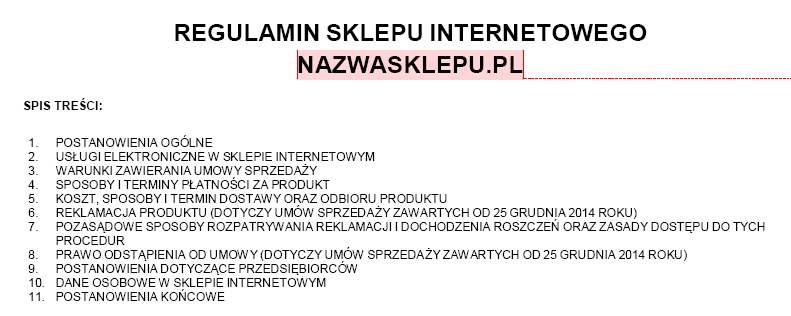 REGULAMIN SKLEPU INTERNETOWEGO
NAZWASKLEPU.PL
SPIS TREŚCI:
1. POSTANOWIENIA OGÓLNE
2. USŁUGI ELEKTRONICZNE W SKLEPIE INTERNETOWYM
3. WARUNKI ZAWIERANIA UMOWY SPRZEDAŻY
4. SPOSOBY I TERMINY PŁATNOŚCI ZA PRODUKT
5. KOSZT, SPOSOBY I TERMIN DOSTAWY ORAZ ODBIORU PRODUKTU
6. REKLAMACJA PRODUKTU (DOTYCZY UMÓW SPRZEDAŻY ZAWARTYCH OD 25 GRUDNIA 2014 ROKU)
7. POZASĄDOWE SPOSOBY ROZPATRYWANIA REKLAMACJI I DOCHODZENIA ROSZCZEŃ ORAZ ZASADY DOSTĘPU DO TYCH
PROCEDUR
8. PRAWO ODSTĄPIENIA OD UMOWY (DOTYCZY UMÓW SPRZEDAŻY ZAWARTYCH OD 25 GRUDNIA 2014 ROKU)
9. POSTANOWIENIA DOTYCZĄCE PRZEDSIĘBIORCÓW
10. DANE OSOBOWE W SKLEPIE INTERNETOWYM
11. POSTANOWIENIA KOŃCOWE